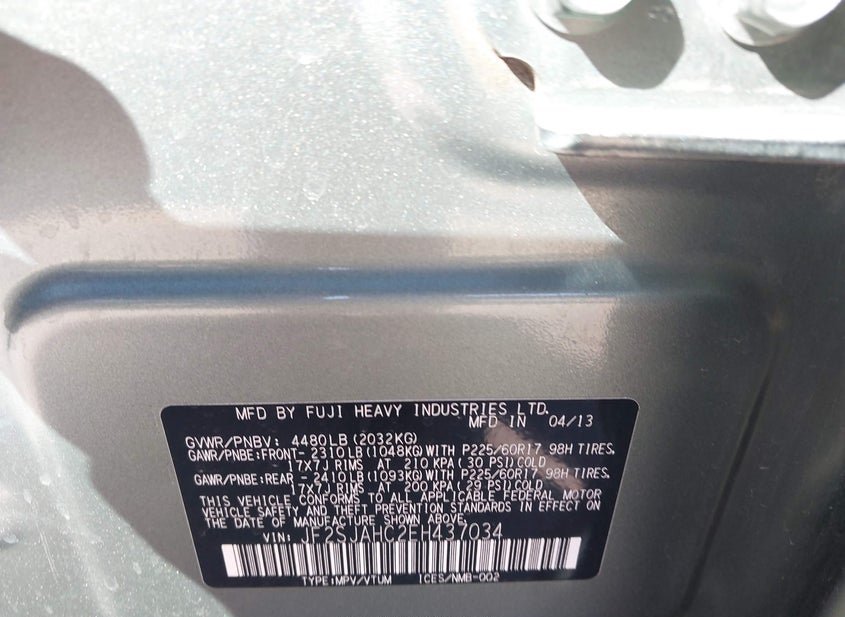 MFD BY FUJI HEAVY INDUSTRIES LTD.
MFD IN 04/13
GVWR/PNBV: 4480LB(2032KG)
GAWR/PNBE:FRONT- 2310LB(1048KG)WITH P225/60R17 98H TIRES.
17X7J RIMS AT 210 KPA(30 PSI)COLD
GAWR/PNBE:REAR - 2410LB(1093KG)WITH P225/60R17 98H TIRES.
17X7J RIMS AT 200 KPA(29 PSI)COLD
THIS VEHICLE CONFORMS TO ALL APPLICABLE FEDERAL MOTOR
VEHICLE SAFETY AND THEFT PREVENTION STANDARDS IN EFFECT ON
THE DATE OF MANUFACTURE SHOWN ABOVE.
VIN: JF2SJAHC2EH437034
TYPE:MPV/VTUM ICES/NMB-002